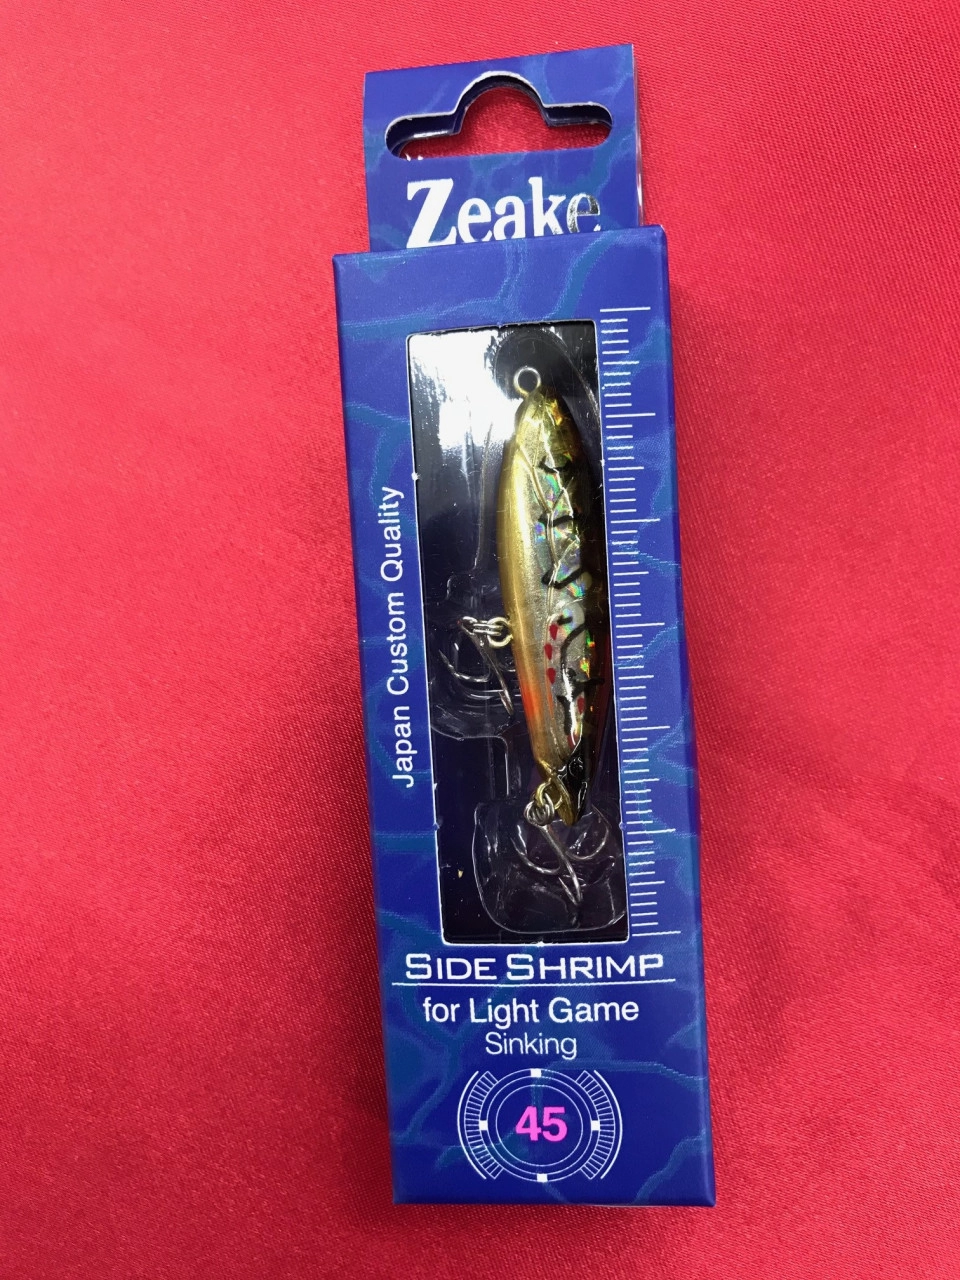 Zeake
Japan Custom Quality
SIDE SHRIMP
for Light Game
Sinking
45